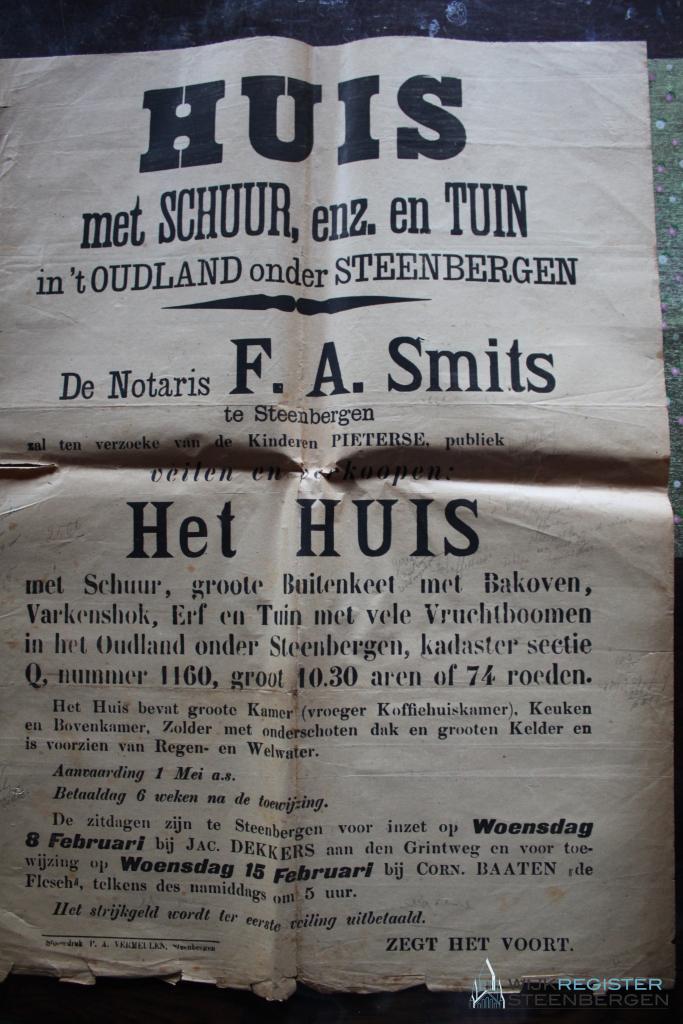 HUIS
met SCHUUR, enz. en TUIN
in 't OUDLAND onder STEENBERGEN
De Notaris F. A. Smits
te Steenbergen
zal ten verzoeke van de Kinderen PIETERSE, publiek
veilen en verkoopen:
Het HUIS
met Schuur, groote Buitenkeet met Bakoven,
Varkenshok, Erf en Tuin met vele Vruchtboomen
in het Oudland onder Steenbergen, kadaster sectie
Q, nummer 1160, groot 10.30 aren of 74 roeden.
Het Huis bevat groote Kamer (vroeger Koffiehuiskamer), Keuken
en Bovenkamer, Zolder met onderschoten dak en grooten Kelder en
is voorzien van Regen- en Welwater.
Aanvaarding 1 Mei a.s.
Betaaldag 6 weken na de toewijzing.
De zitdagen zijn te Steenbergen voor inzet op Woensdag
8 Februari bij JAC. DEKKERS aan den Grintweg en voor toe-
wijzing op Woensdag 15 Februari bij CORN. BAATEN (de
Flesch), telkens des namiddags om 5 uur.
Het strijkgeld wordt ter eerste veiling uitbetaald.
P. A. VERMEULEN, Steenbergen
ZEGT HET VOORT.
WIJKREGISTER
STEENBERGEN